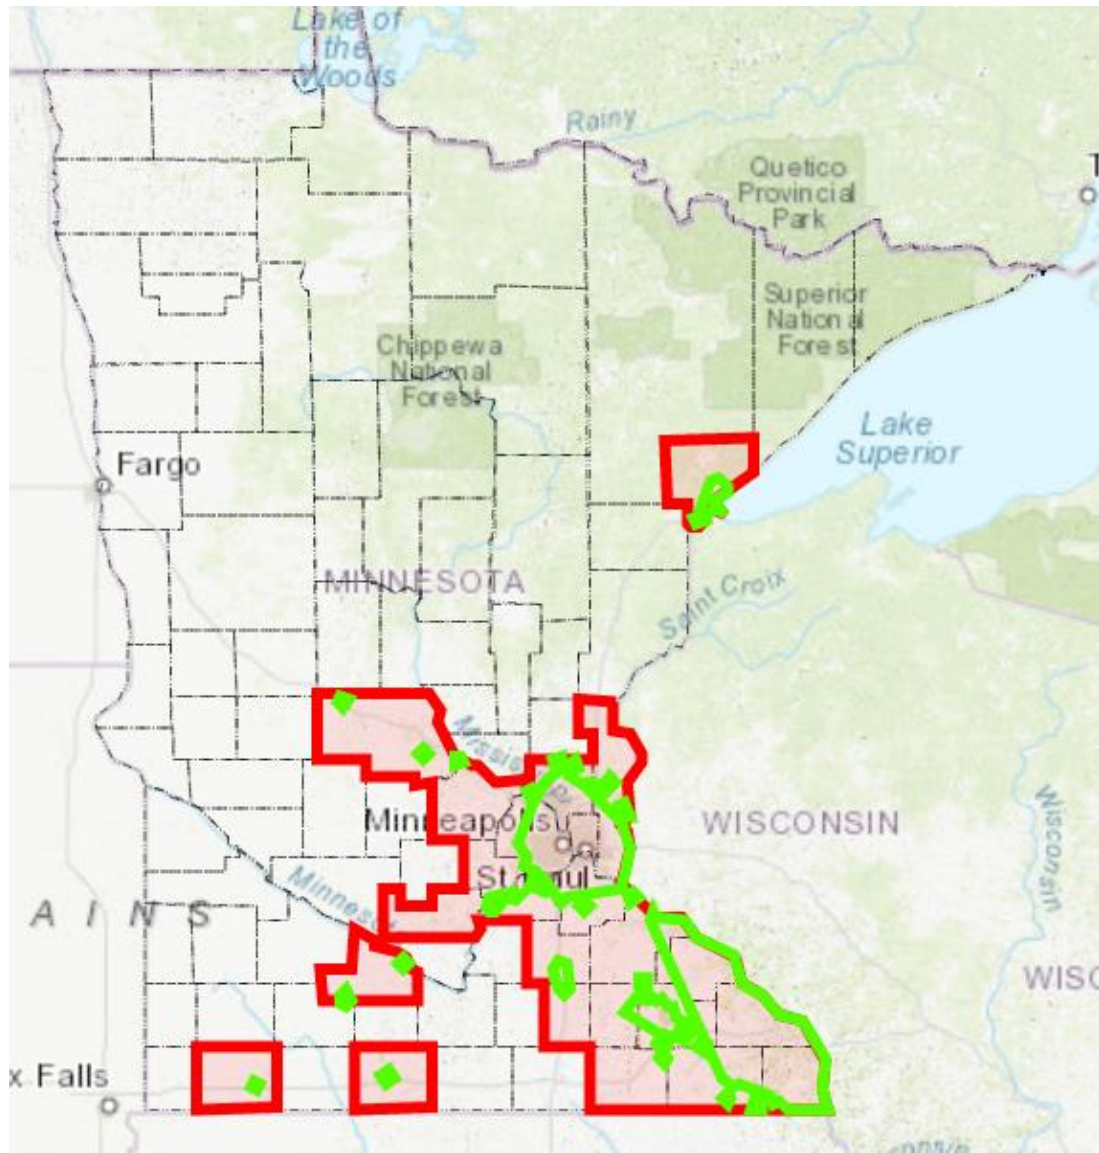 Lake of
the
Woods
Rainy
Quetico
Provincial
Park
T
Superior
National
Forest
Chippewa
National
Forest
Lake
Superior
Fargo
MINNESOTA
Saint Croix
Minneapolis
WISCONSIN
Wisconsin
A I N S
WISC
x Falls